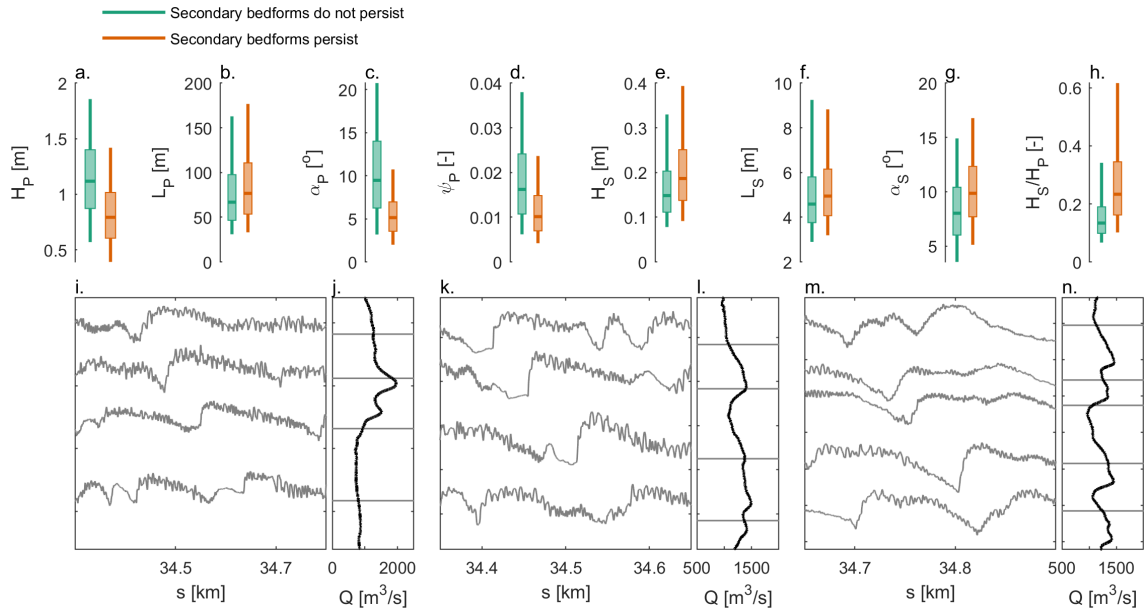 Secondary bedforms do not persist
Secondary bedforms persist
a. b. c. d. e. f. g. h.
H_P [m]
2
1.5
1
0.5
L_P [m]
200
150
100
50
0
α_P [°]
20
15
10
5
0
ψ_P [-]
0.04
0.03
0.02
0.01
0
H_S [m]
0.4
0.3
0.2
0.1
0
L_S [m]
10
8
6
4
2
α_S [°]
15
10
5
H_S/H_P [-]
0.6
0.4
0.2
0
i. j. k. l. m. n.
34.5 34.7 0 1000 2000 34.4 34.5 34.6 500 1500 34.7 34.8 500 1500
s [km] Q [m³/s] s [km] Q [m³/s] s [km] Q [m³/s]